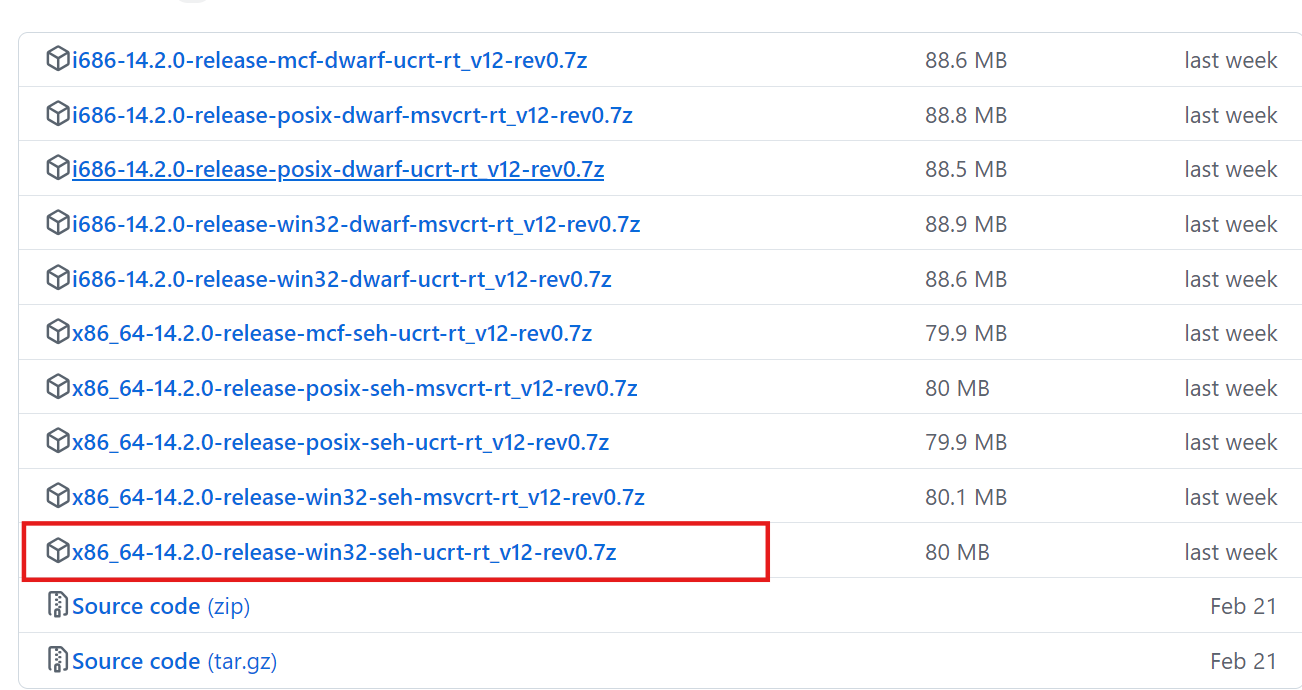 i686-14.2.0-release-mcf-dwarf-ucrt-rt_v12-rev0.7z 88.6 MB last week
i686-14.2.0-release-posix-dwarf-msvcrt-rt_v12-rev0.7z 88.8 MB last week
i686-14.2.0-release-posix-dwarf-ucrt-rt_v12-rev0.7z 88.5 MB last week
i686-14.2.0-release-win32-dwarf-msvcrt-rt_v12-rev0.7z 88.9 MB last week
i686-14.2.0-release-win32-dwarf-ucrt-rt_v12-rev0.7z 88.6 MB last week
x86_64-14.2.0-release-mcf-seh-ucrt-rt_v12-rev0.7z 79.9 MB last week
x86_64-14.2.0-release-posix-seh-msvcrt-rt_v12-rev0.7z 80 MB last week
x86_64-14.2.0-release-posix-seh-ucrt-rt_v12-rev0.7z 79.9 MB last week
x86_64-14.2.0-release-win32-seh-msvcrt-rt_v12-rev0.7z 80.1 MB last week
x86_64-14.2.0-release-win32-seh-ucrt-rt_v12-rev0.7z 80 MB last week
Source code (zip) Feb 21
Source code (tar.gz) Feb 21